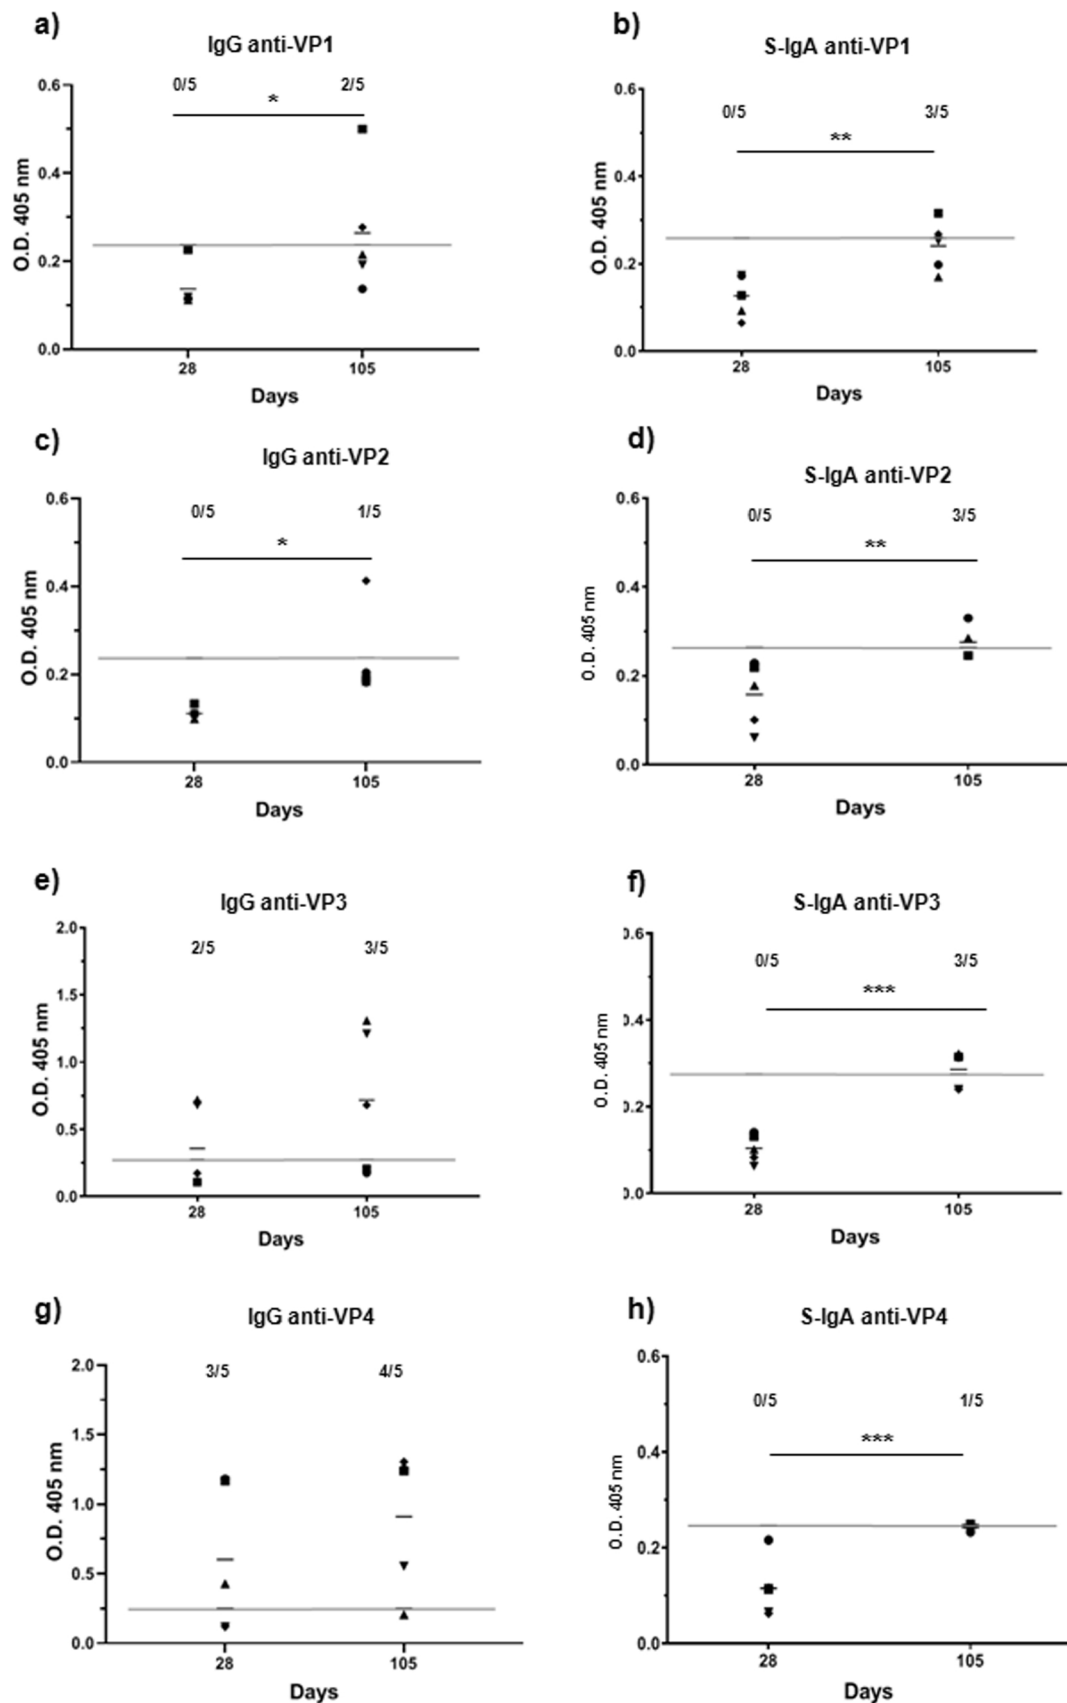 a)
IgG anti-VP1
0/5 2/5
*
0.6
0.4
0.2
0.0
O.D. 405 nm
28 105
Days
b)
S-IgA anti-VP1
0/5 3/5
**
0.6
0.4
0.2
0.0
O.D. 405 nm
28 105
Days
c)
IgG anti-VP2
0/5 1/5
*
0.6
0.4
0.2
0.0
O.D. 405 nm
28 105
Days
d)
S-IgA anti-VP2
0/5 3/5
**
0.6
0.4
0.2
0.0
O.D. 405 nm
28 105
Days
e)
IgG anti-VP3
2/5 3/5
2.0
1.5
1.0
0.5
0.0
O.D. 405 nm
28 105
Days
f)
S-IgA anti-VP3
0/5 3/5
***
0.6
0.4
0.2
0.0
O.D. 405 nm
28 105
Days
g)
IgG anti-VP4
3/5 4/5
2.0
1.5
1.0
0.5
0.0
O.D. 405 nm
28 105
Days
h)
S-IgA anti-VP4
0/5 1/5
***
0.6
0.4
0.2
0.0
O.D. 405 nm
28 105
Days